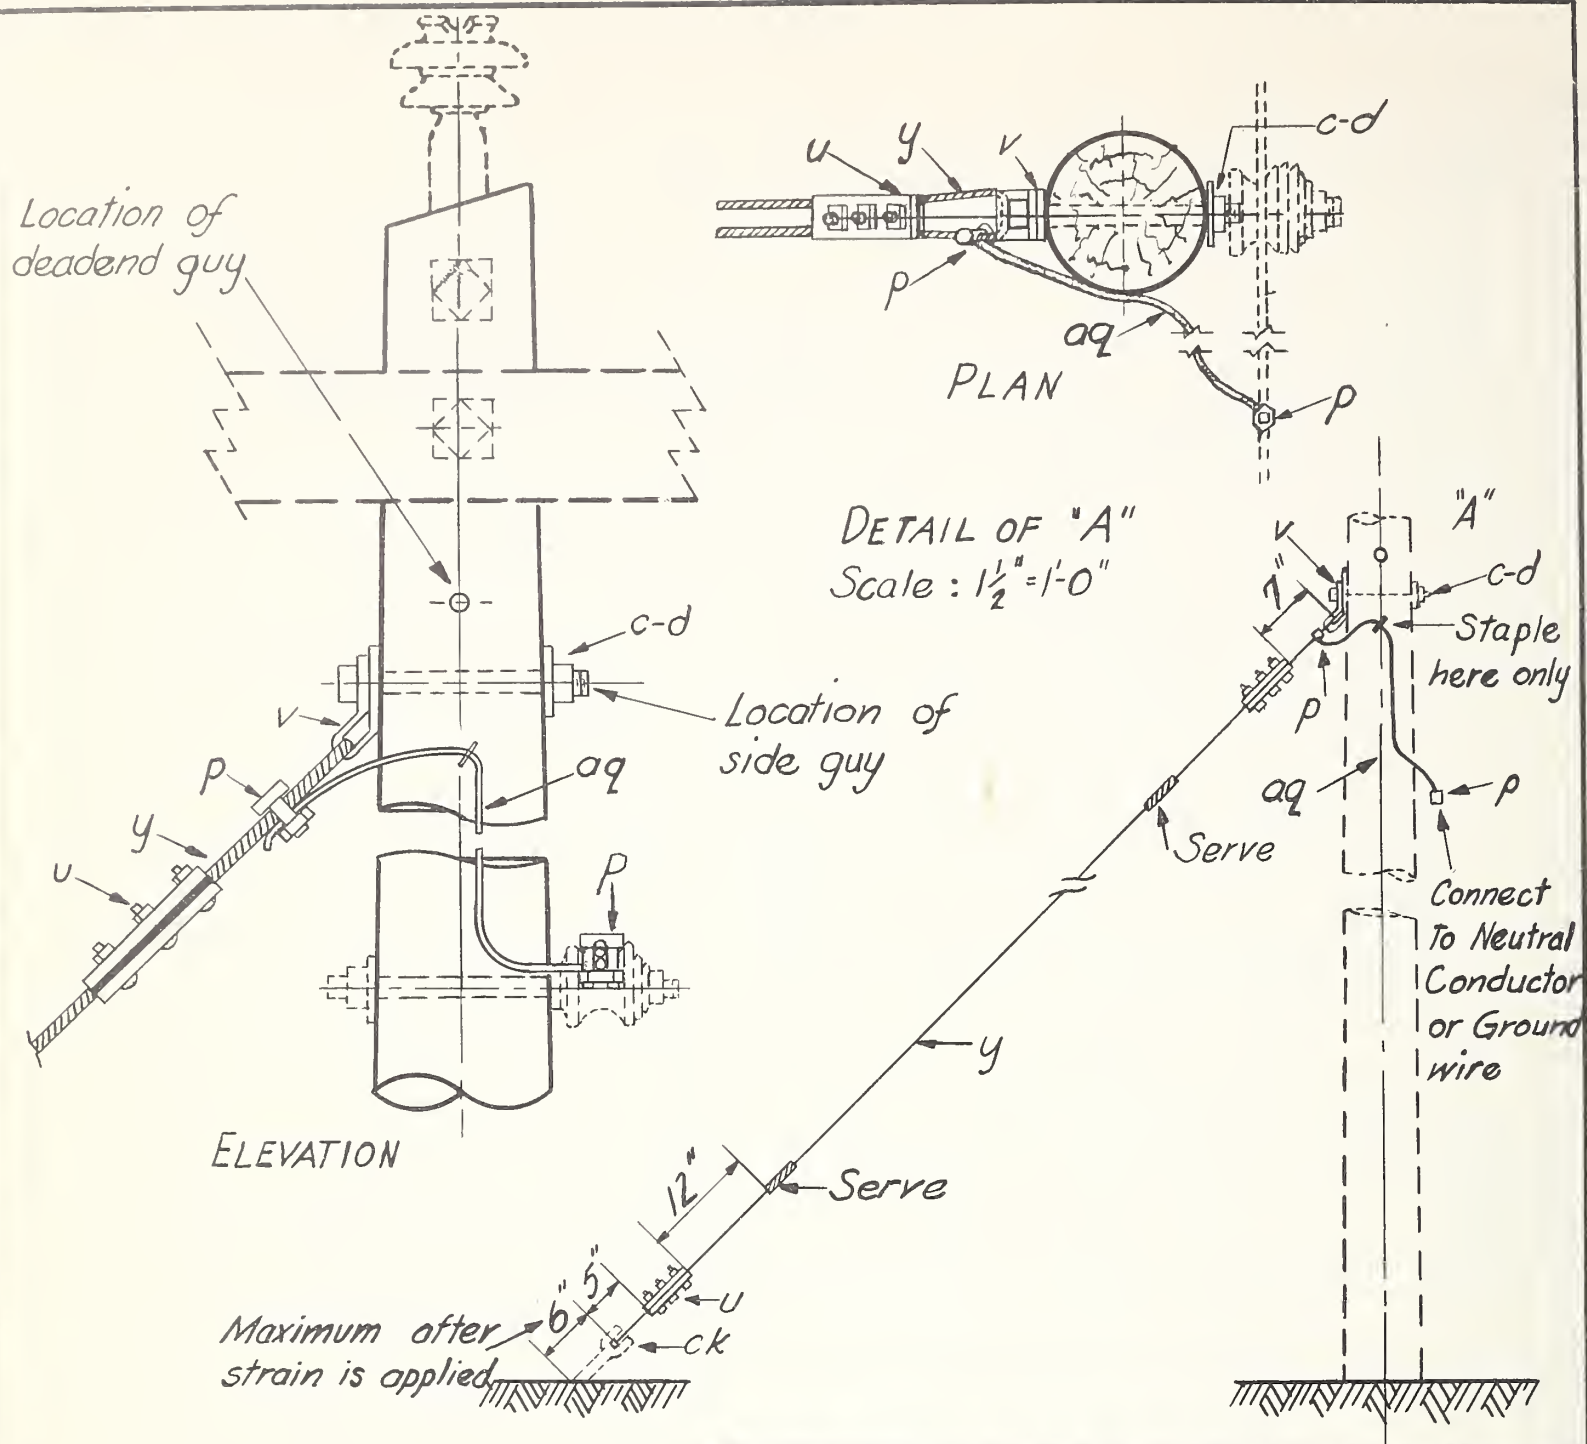 Location of
deadend guy
c-d
Location of
side guy
v
p
y
u
aq
p
ELEVATION
u
y
v
c-d
p
aq
p
PLAN
DETAIL OF "A"
Scale : 1 1/2" = 1'-0"
"A"
v
7"
c-d
Staple
here only
p
aq
p
Serve
Connect
To Neutral
Conductor
or Ground
wire
y
Serve
12"
5"
6"
u
ck
Maximum after
strain is applied